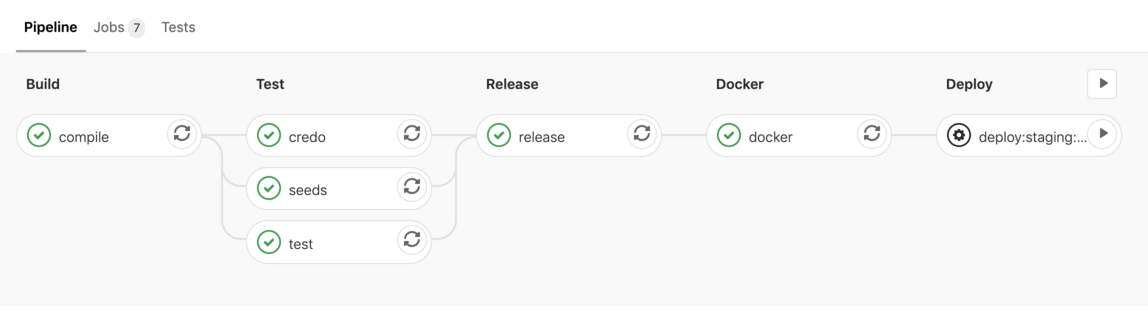 Pipeline Jobs 7 Tests
Build Test Release Docker Deploy
compile credo release docker deploy:staging:...
seeds
test